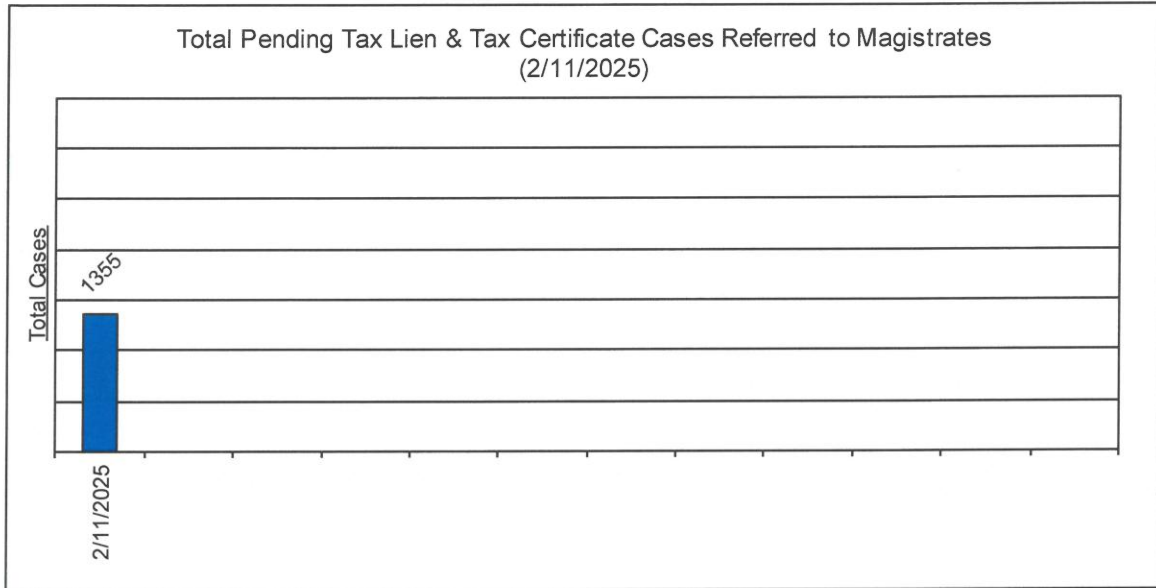 Total Pending Tax Lien & Tax Certificate Cases Referred to Magistrates
(2/11/2025)
Total Cases
1355
2/11/2025